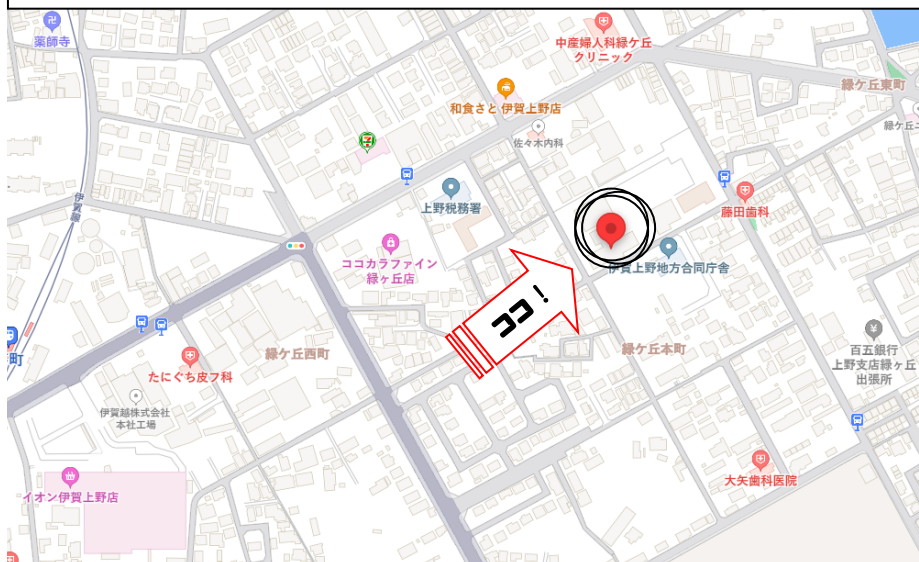 薬師寺
中産婦人科緑ケ丘
クリニック
緑ケ丘東町
和食さと 伊賀上野店
佐々木内科
上野税務署
藤田歯科
伊賀線
ココカラファイン
緑ヶ丘店
伊賀上野地方合同庁舎
ココ!
緑ケ丘西町
緑ケ丘本町
町
たにぐち皮フ科
百五銀行
上野支店緑ヶ丘
出張所
伊賀越株式会社
本社工場
大矢歯科医院
イオン伊賀上野店